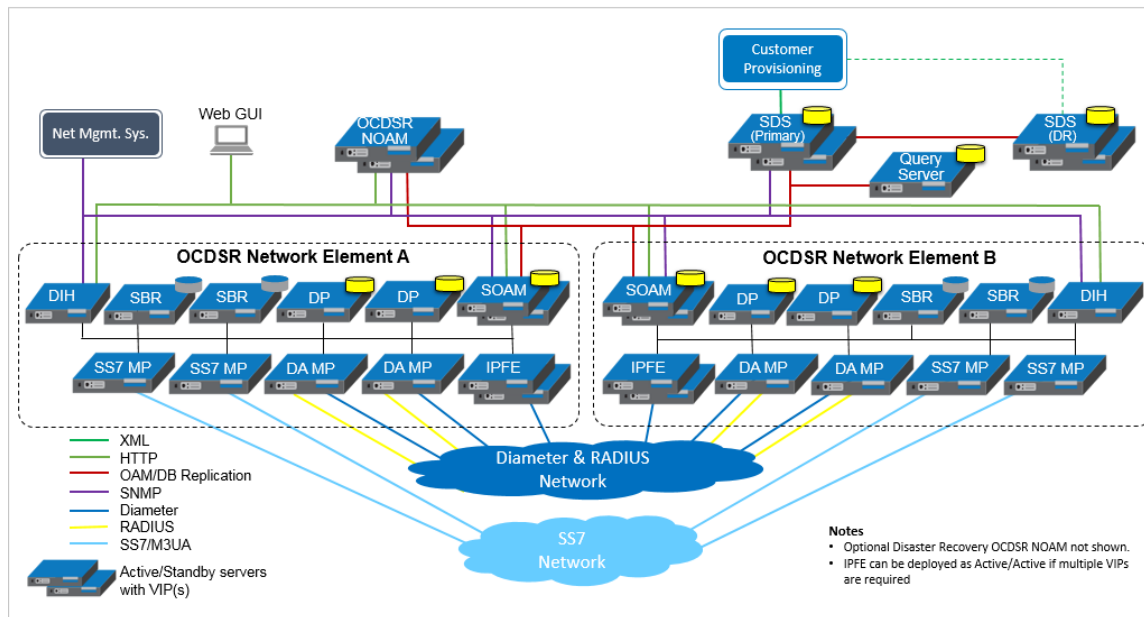 Customer
Provisioning
Web GUI
Net Mgmt. Sys.
OCDSR
NOAM
SDS
(Primary)
SDS
(DR)
Query
Server
OCDSR Network Element A
OCDSR Network Element B
DIH
SBR
SBR
DP
DP
SOAM
SOAM
DP
DP
SBR
SBR
DIH
SS7 MP
SS7 MP
DA MP
DA MP
IPFE
IPFE
DA MP
DA MP
SS7 MP
SS7 MP
XML
HTTP
OAM/DB Replication
SNMP
Diameter
RADIUS
SS7/M3UA
Active/Standby servers
with VIP(s)
Diameter & RADIUS
Network
SS7
Network
Notes
• Optional Disaster Recovery OCDSR NOAM not shown.
• IPFE can be deployed as Active/Active if multiple VIPs
are required